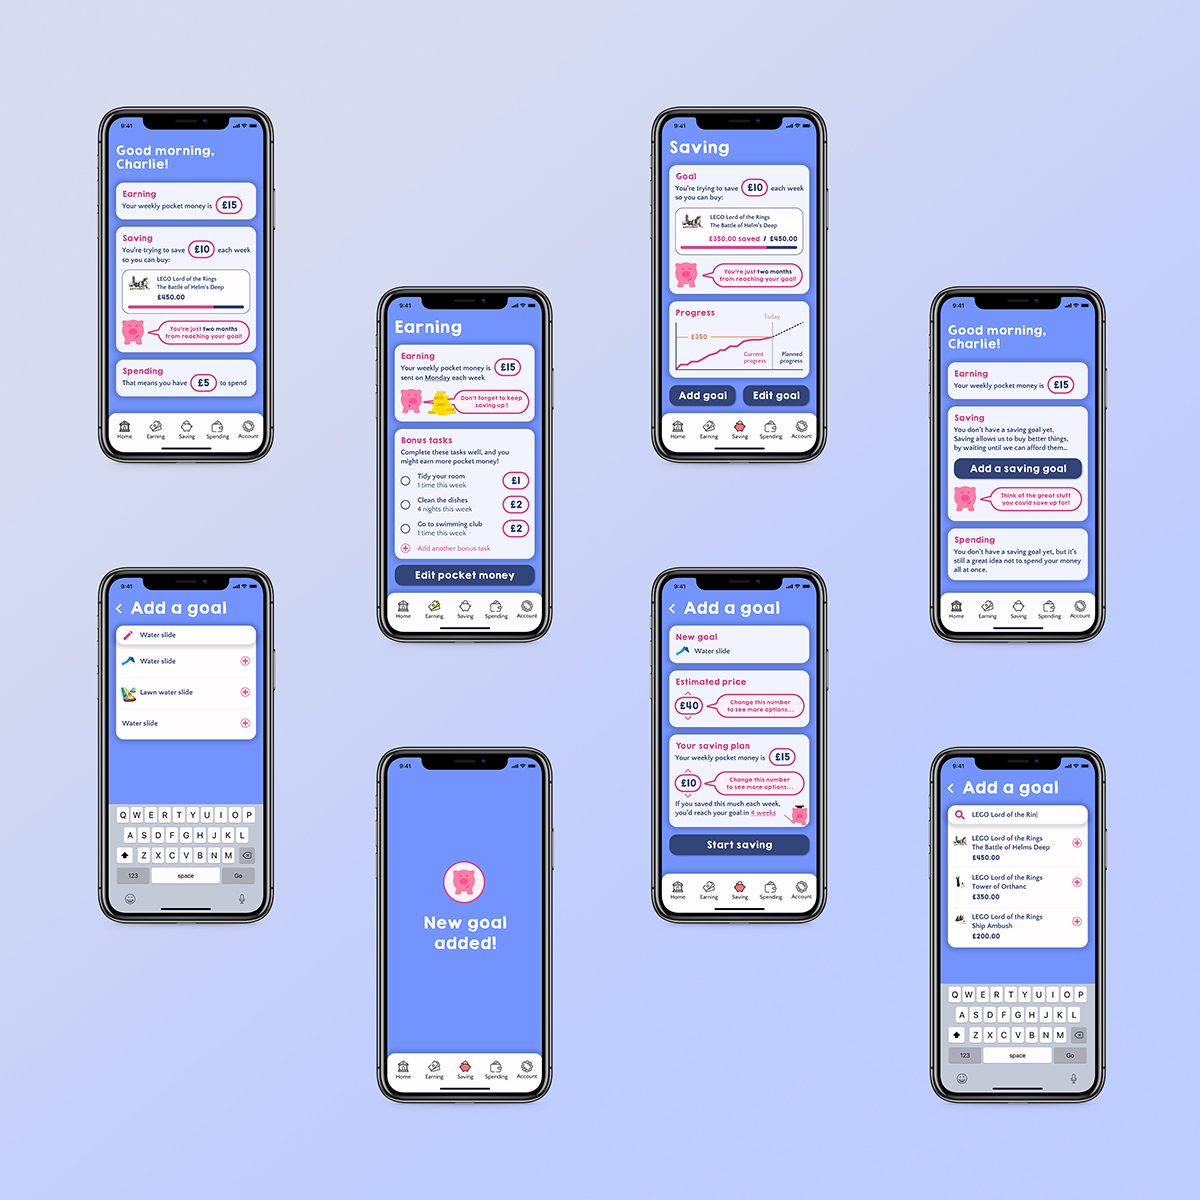 9:41
Good morning,
Charlie!
Earning
Your weekly pocket money is £15
Saving
You're trying to save £10 each week
so you can buy:
LEGO Lord of the Rings
The Battle of Helm's Deep
£450.00
You're just two months
from reaching your goal!
Spending
That means you have £5 to spend
Home Earning Saving Spending Account
9:41
Earning
Earning
Your weekly pocket money is £15
sent on Monday each week
Don't forget to keep
saving up!
Bonus tasks
Complete these tasks well, and you
might earn more pocket money!
Tidy your room
1 time this week
£1
Clean the dishes
4 nights this week
£2
Go to swimming club
1 time this week
£2
Add another bonus task
Edit pocket money
Home Earning Saving Spending Account
9:41
Saving
Goal
You're trying to save £10 each week
so you can buy:
LEGO Lord of the Rings
The Battle of Helm's Deep
£350.00 saved / £450.00
You're just two months
from reaching your goal!
Progress
Today
£350
Current
progress
Planned
progress
Add goal Edit goal
Home Earning Saving Spending Account
9:41
Good morning,
Charlie!
Earning
Your weekly pocket money is £15
Saving
You don't have a saving goal yet.
Saving allows us to buy better things,
by waiting until we can afford them...
Add a saving goal
Think of the great stuff
you could save up for!
Spending
You don't have a saving goal yet, but it's
still a great idea not to spend your money
all at once.
Home Earning Saving Spending Account
9:41
Add a goal
Water slide
Water slide
Lawn water slide
Water slide
Q W E R T Y U I O P
A S D F G H J K L
Z X C V B N M
123 space Go
9:41
New goal
added!
Home Earning Saving Spending Account
9:41
Add a goal
New goal
Water slide
Estimated price
£40
Change this number
to see more options...
Your saving plan
Your weekly pocket money is £15
£10
Change this number
to see more options...
If you saved this much each week,
you'd reach your goal in 4 weeks
Start saving
Home Earning Saving Spending Account
9:41
Add a goal
LEGO Lord of the Rin
LEGO Lord of the Rings
The Battle of Helms Deep
£450.00
LEGO Lord of the Rings
Tower of Orthanc
£350.00
LEGO Lord of the Rings
Ship Ambush
£200.00
Q W E R T Y U I O P
A S D F G H J K L
Z X C V B N M
123 space Go